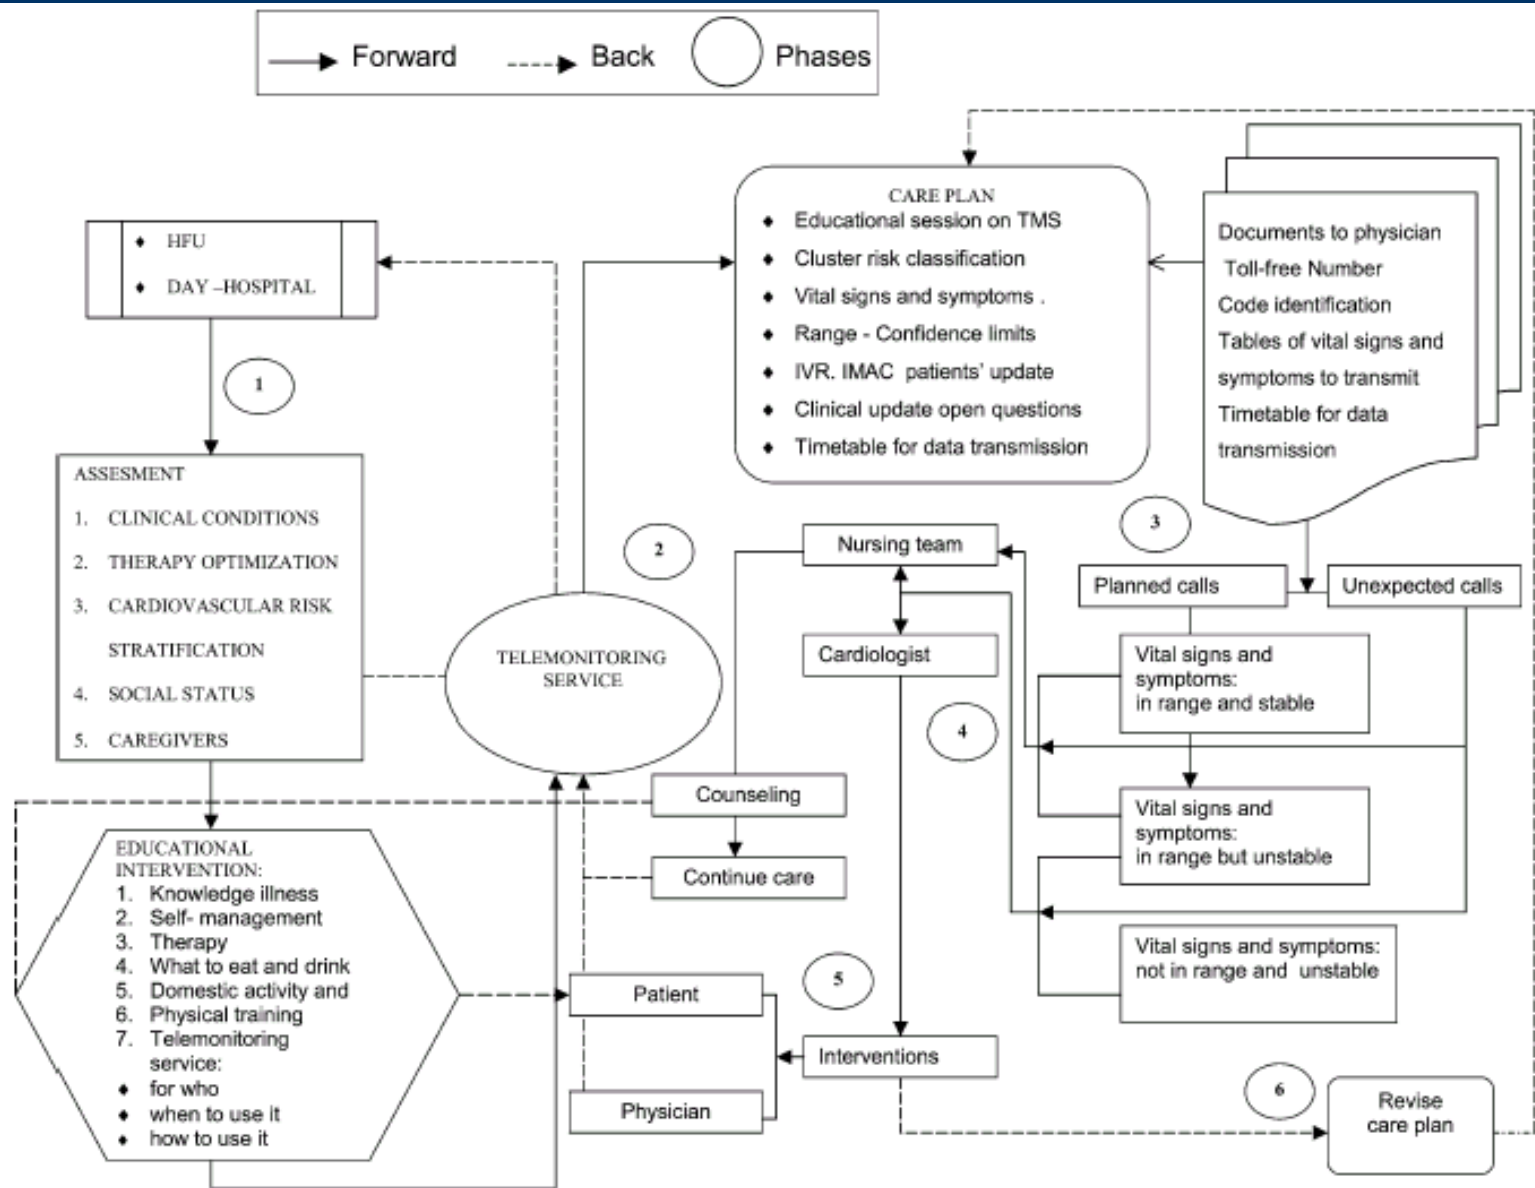 Forward
Back
Phases
HFU
DAY –HOSPITAL
1
ASSESMENT
1. CLINICAL CONDITIONS
2. THERAPY OPTIMIZATION
3. CARDIOVASCULAR RISK
STRATIFICATION
4. SOCIAL STATUS
5. CAREGIVERS
EDUCATIONAL
INTERVENTION:
1. Knowledge illness
2. Self- management
3. Therapy
4. What to eat and drink
5. Domestic activity and
6. Physical training
7. Telemonitoring
service:
for who
when to use it
how to use it
TELEMONITORING
SERVICE
2
CARE PLAN
Educational session on TMS
Cluster risk classification
Vital signs and symptoms .
Range - Confidence limits
IVR. IMAC patients' update
Clinical update open questions
Timetable for data transmission
Documents to physician
Toll-free Number
Code identification
Tables of vital signs and
symptoms to transmit
Timetable for data
transmission
3
Planned calls
Unexpected calls
Vital signs and
symptoms:
in range and stable
Vital signs and
symptoms:
in range but unstable
Vital signs and symptoms:
not in range and unstable
Nursing team
Cardiologist
4
Counseling
Continue care
5
Patient
Interventions
Physician
6
Revise
care plan